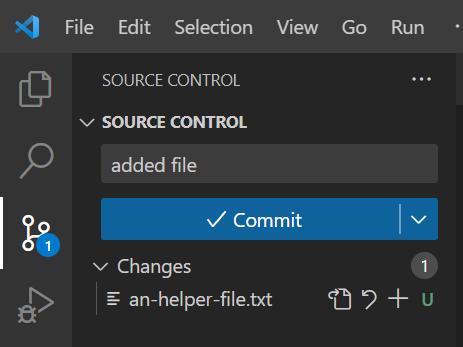 File Edit Selection View Go Run
SOURCE CONTROL
SOURCE CONTROL
added file
Commit
1
Changes 1
an-helper-file.txt U